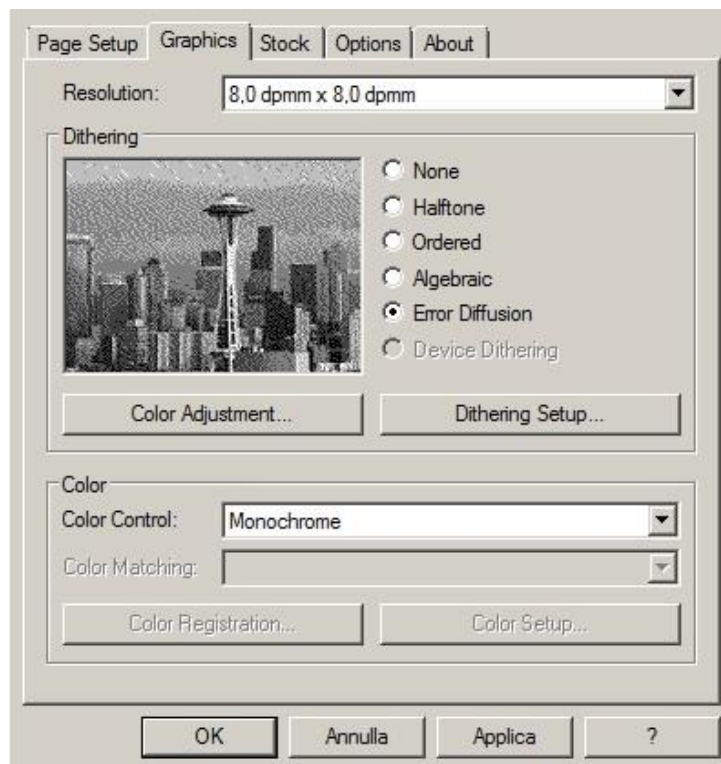 Page Setup Graphics Stock Options About
Resolution: 8,0 dpmm x 8,0 dpmm
Dithering
None
Halftone
Ordered
Algebraic
Error Diffusion
Device Dithering
Color Adjustment... Dithering Setup...
Color
Color Control: Monochrome
Color Matching:
Color Registration... Color Setup...
OK Annulla Applica ?